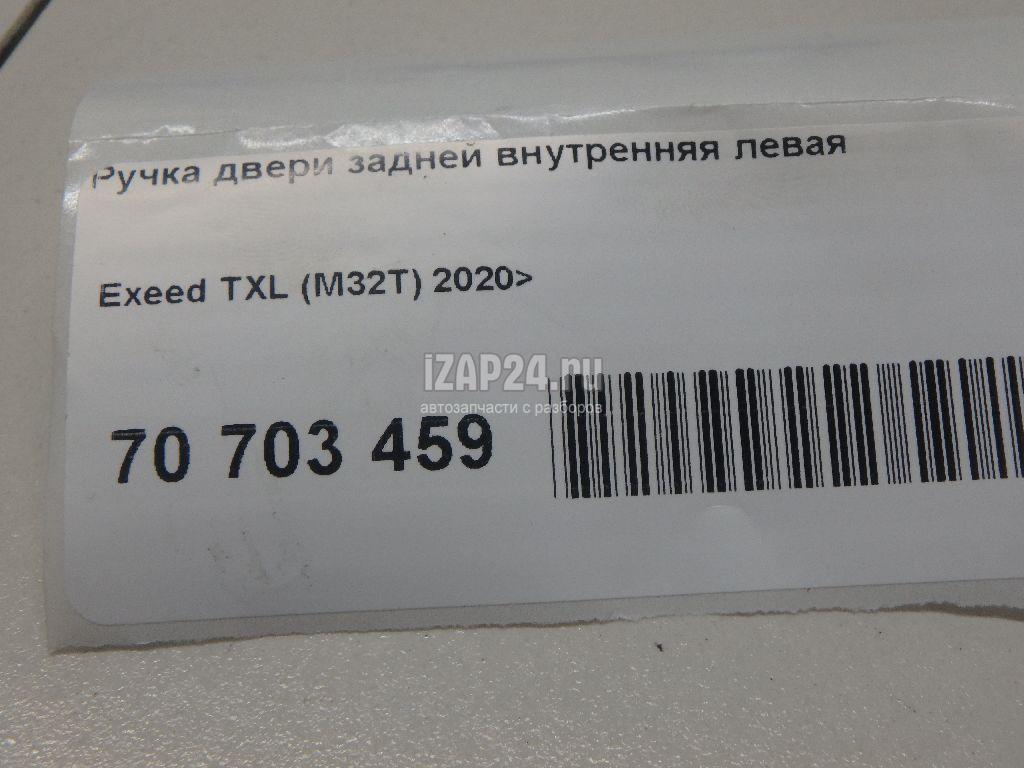 Ручка двери задней внутренняя левая
Exeed TXL (M32T) 2020>
iZAP24.ru
автозапчасти с разборов
70 703 459